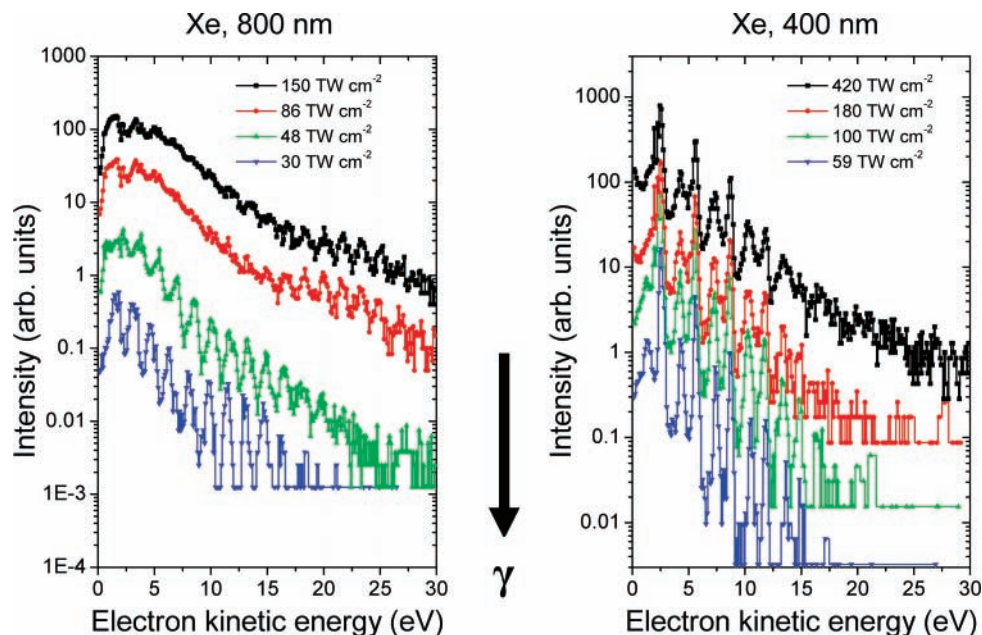 Xe, 800 nm
1000
100
10
1
0.1
0.01
1E-3
1E-4
Intensity (arb. units)
150 TW cm⁻²
86 TW cm⁻²
48 TW cm⁻²
30 TW cm⁻²
0 5 10 15 20 25 30
Electron kinetic energy (eV)
γ
Xe, 400 nm
1000
100
10
1
0.1
0.01
Intensity (arb. units)
420 TW cm⁻²
180 TW cm⁻²
100 TW cm⁻²
59 TW cm⁻²
0 5 10 15 20 25 30
Electron kinetic energy (eV)